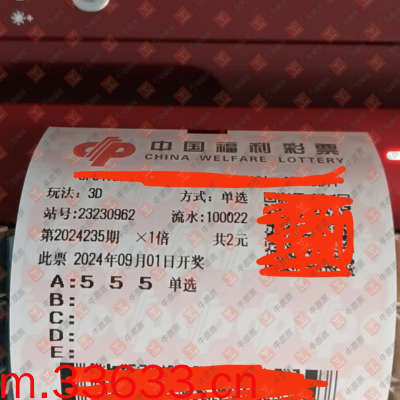 中国福利彩票
CHINA WELFARE LOTTERY
玩法:3D 方式:单选
站号:23230962 流水:100022
第2024235期 ×1倍 共2元
此票 2024年09月01日开奖
A:5 5 5 单选
B:
C:
D:
E:
m.33633.cn